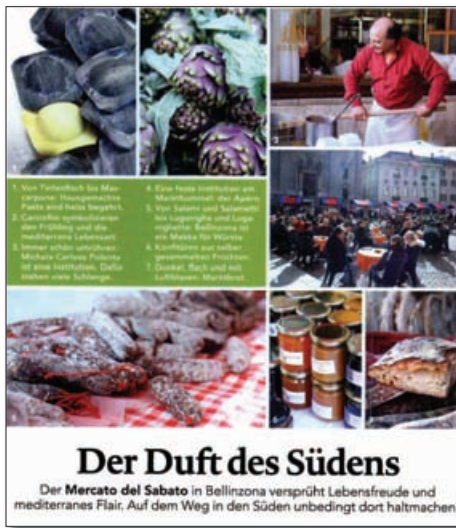 1. Von Tintenfisch bis Mas-
carpone: Hausgemachte
Pasta sind heiss begehrt.
2. Carciofini symbolisieren
den Frühling und die
mediterrane Lebensart.
3. Immer schön umrühren:
Polenta
ist eine Institution. Dafür
stehen viele Schlange.
4. Eine feste Institution am
Marktbummel: der Apéro.
5. Von Salami und Salametti
bis Luganighe und Luga-
nighette: Bellinzona ist
ein Mekka für Würste.
6. Konfitüren aus selber
gesammelten Früchten.
7. Dunkel, flach und mit
Luftblasen: Marktbrot.
Der Duft des Südens
Der Mercato del Sabato in Bellinzona versprüht Lebensfreude und
mediterranes Flair. Auf dem Weg in den Süden unbedingt dort haltmachen